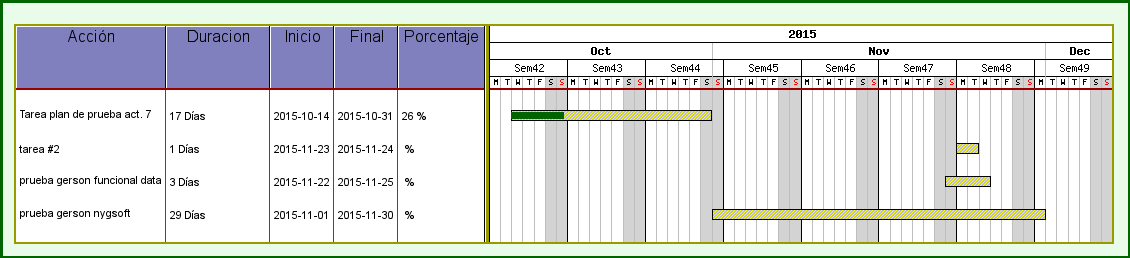 Acción Duracion Inicio Final Porcentaje
2015
Oct Nov Dec
Sem42 Sem43 Sem44 Sem45 Sem46 Sem47 Sem48 Sem49
M T W T F S S M T W T F S S M T W T F S S M T W T F S S M T W T F S S M T W T F S S M T W T F S S M T W T F S S
Tarea plan de prueba act. 7 17 Días 2015-10-14 2015-10-31 26 %
tarea #2 1 Días 2015-11-23 2015-11-24 %
prueba gerson funcional data 3 Días 2015-11-22 2015-11-25 %
prueba gerson nygsoft 29 Días 2015-11-01 2015-11-30 %